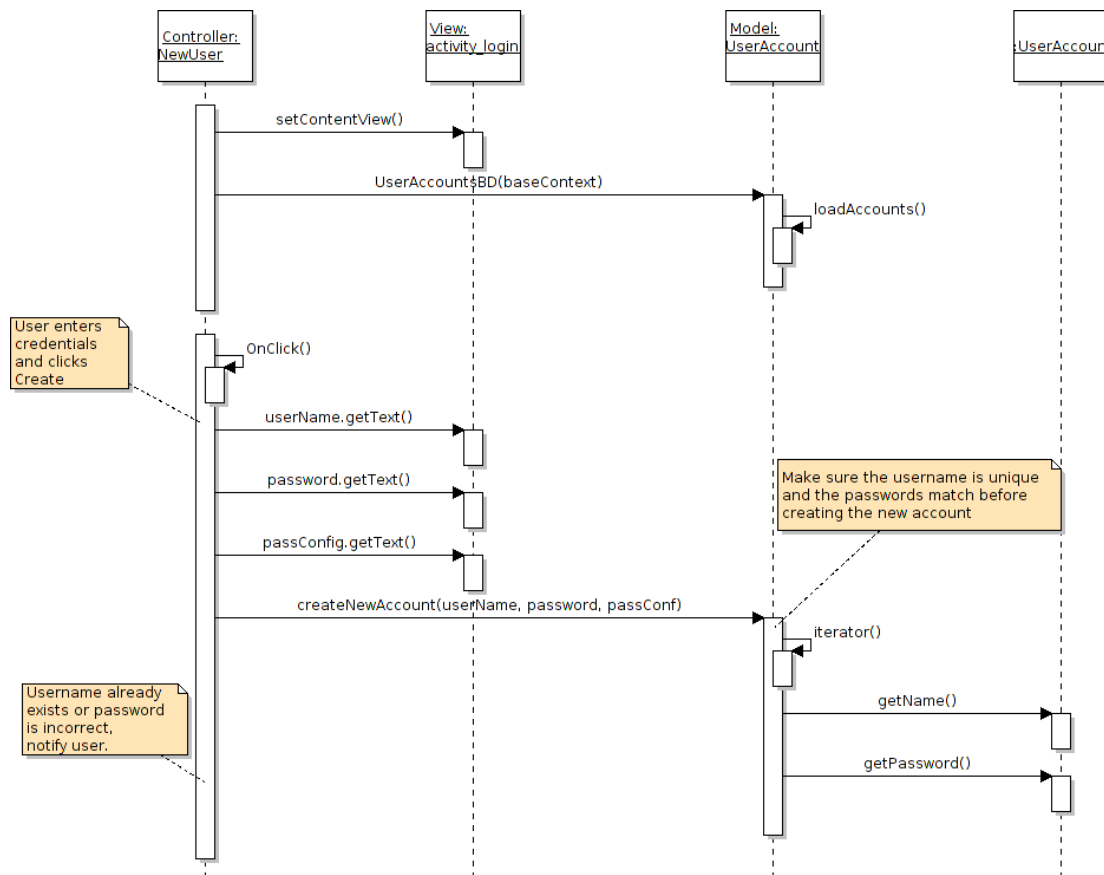 Controller:
NewUser
View:
activity_login
Model:
UserAccount
:UserAccoun
setContentView()
UserAccountsBD(baseContext)
loadAccounts()
User enters
credentials
and clicks
Create
OnClick()
userName.getText()
password.getText()
Make sure the username is unique
and the passwords match before
creating the new account
passConfig.getText()
createNewAccount(userName, password, passConf)
iterator()
Username already
exists or password
is incorrect,
notify user.
getName()
getPassword()